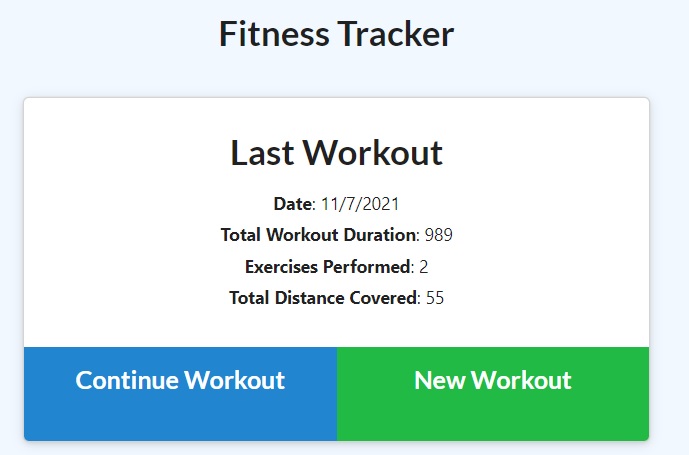 Fitness Tracker
Last Workout
Date: 11/7/2021
Total Workout Duration: 989
Exercises Performed: 2
Total Distance Covered: 55
Continue Workout
New Workout